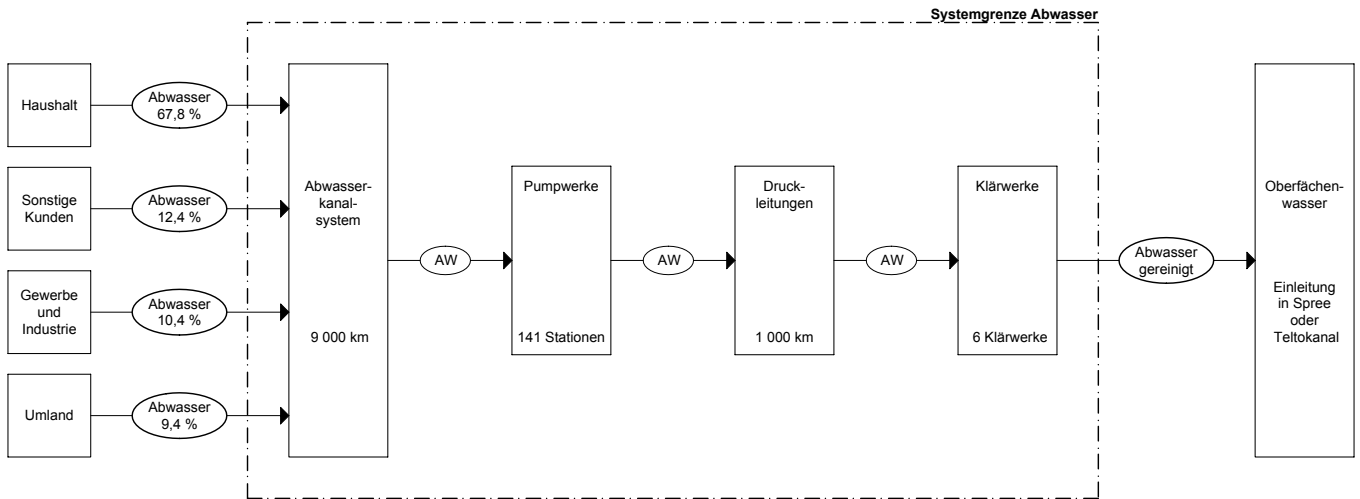 Systemgrenze Abwasser
Haushalt
Abwasser
67,8 %
Sonstige
Kunden
Abwasser
12,4 %
Gewerbe
und
Industrie
Abwasser
10,4 %
Umland
Abwasser
9,4 %
Abwasser-
kanal-
system
9 000 km
AW
Pumpwerke
141 Stationen
AW
Druck-
leitungen
1 000 km
AW
Klärwerke
6 Klärwerke
Abwasser
gereinigt
Oberfächen-
wasser
Einleitung
in Spree
oder
Teltokanal